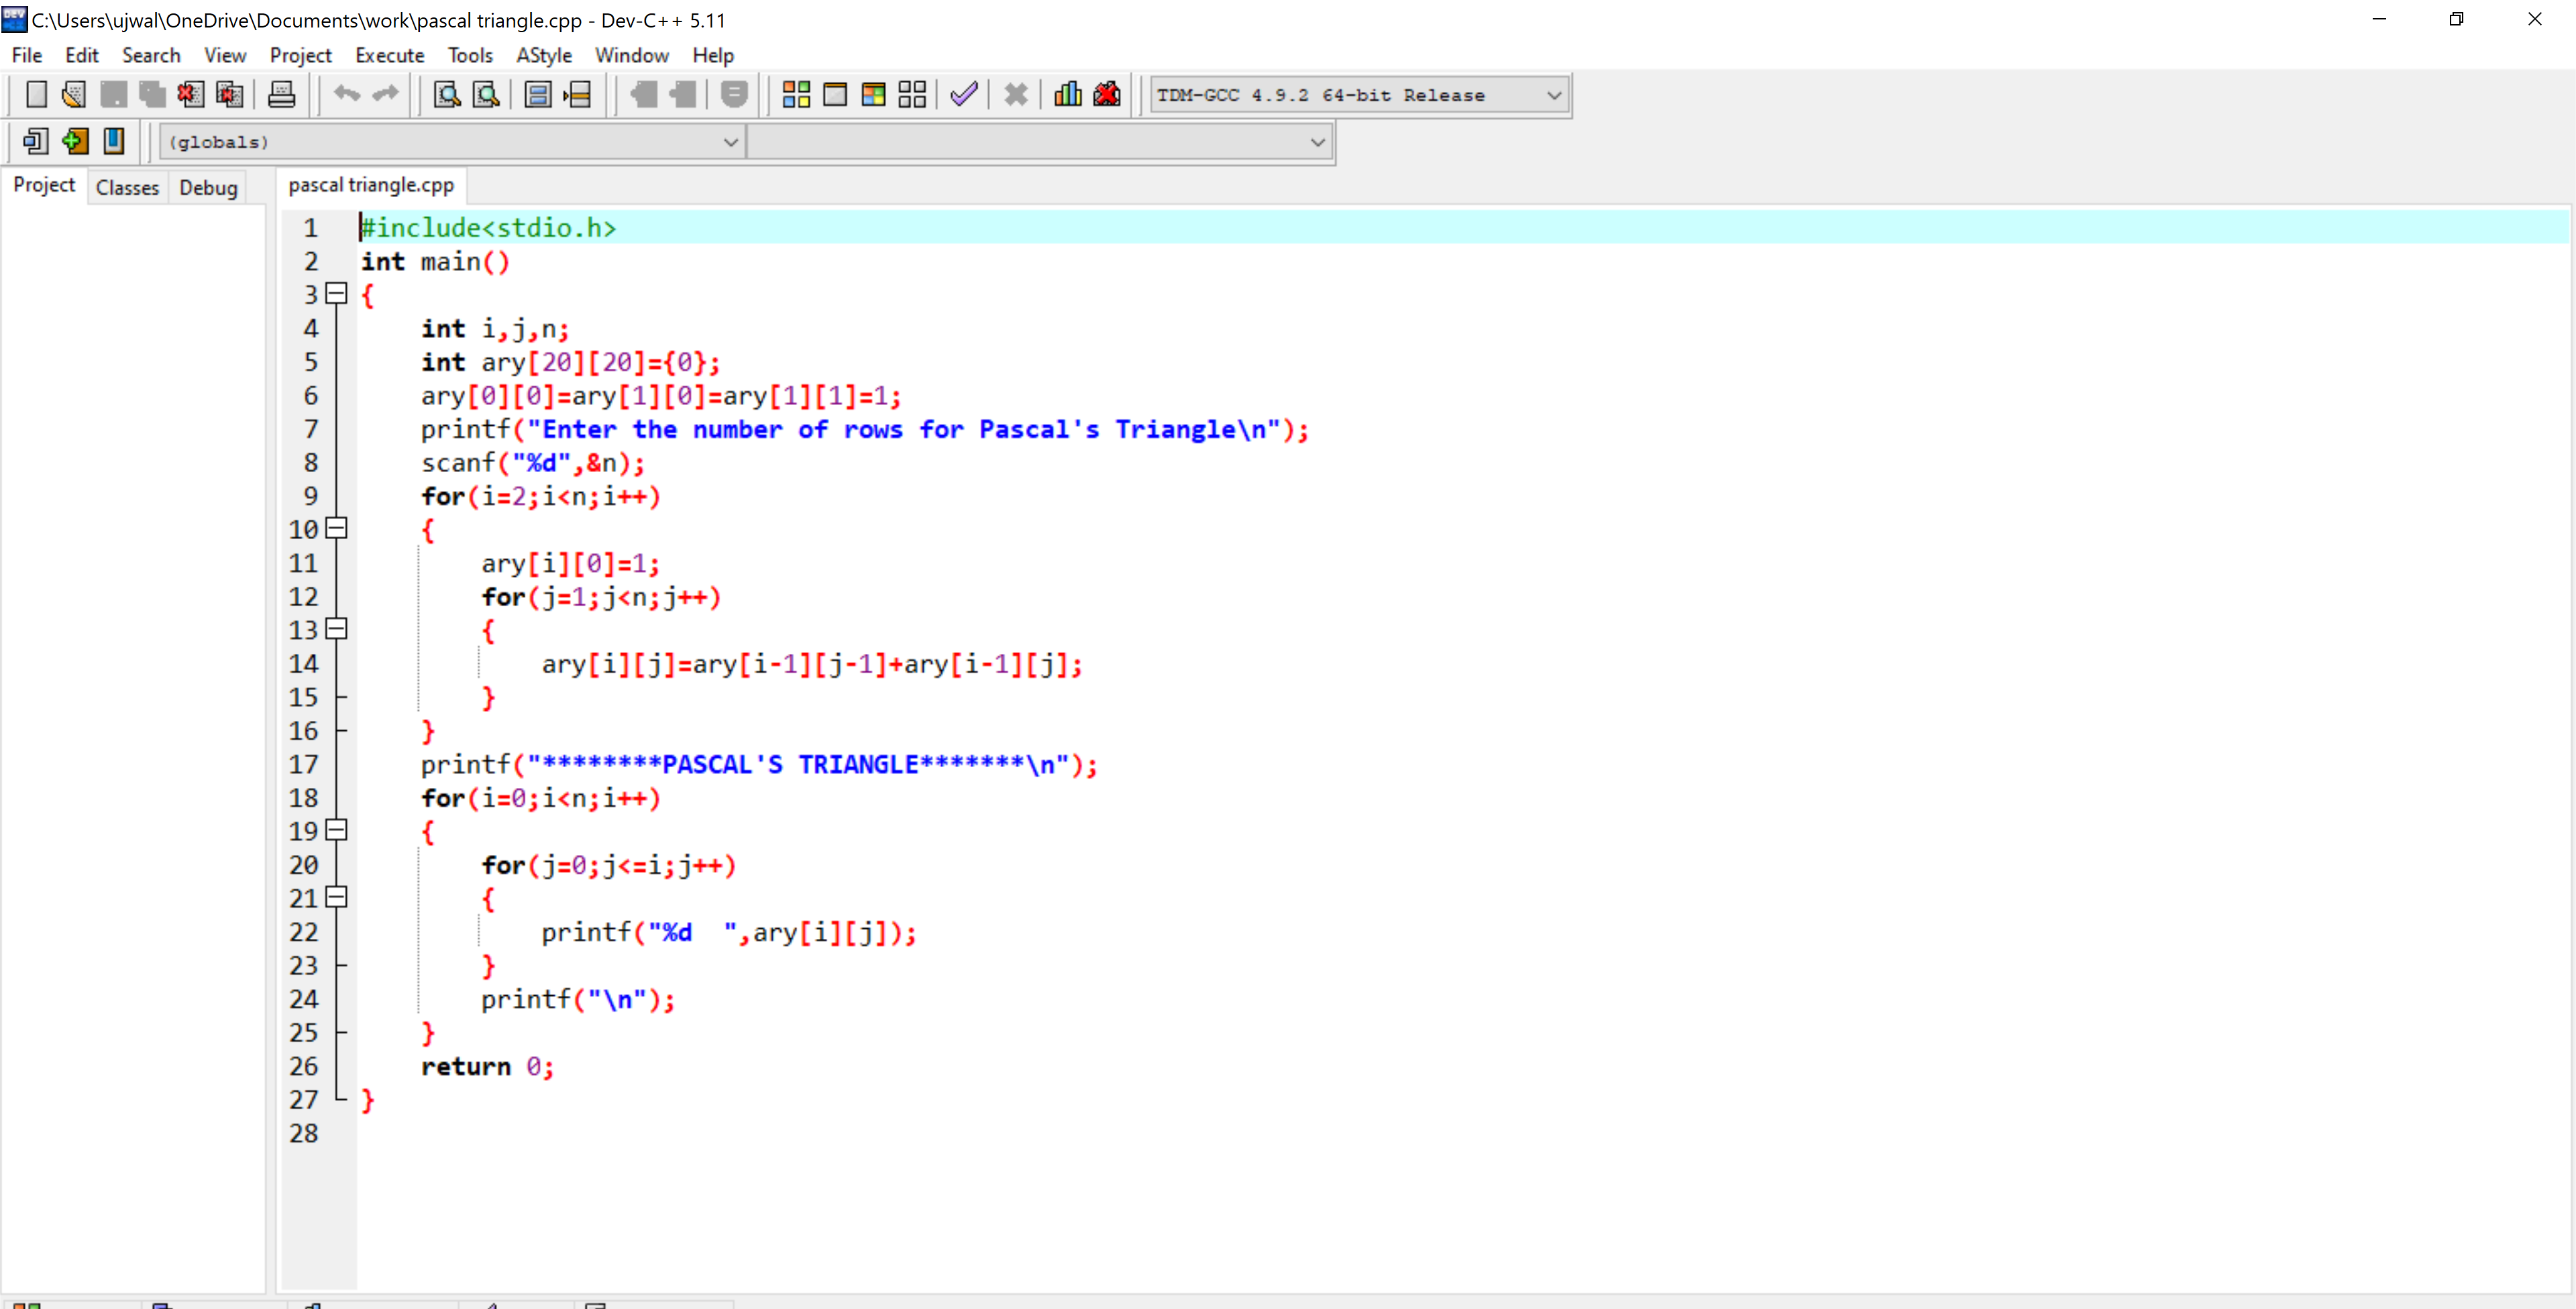 C:\Users\ujwal\OneDrive\Documents\work\pascal triangle.cpp - Dev-C++ 5.11
File Edit Search View Project Execute Tools AStyle Window Help
TDM-GCC 4.9.2 64-bit Release
(globals)
Project Classes Debug pascal triangle.cpp
1 #include<stdio.h>
2 int main()
3 {
4 int i,j,n;
5 int ary[20][20]={0};
6 ary[0][0]=ary[1][0]=ary[1][1]=1;
7 printf("Enter the number of rows for Pascal's Triangle\n");
8 scanf("%d",&n);
9 for(i=2;i<n;i++)
10 {
11 ary[i][0]=1;
12 for(j=1;j<n;j++)
13 {
14 ary[i][j]=ary[i-1][j-1]+ary[i-1][j];
15 }
16 }
17 printf("********PASCAL'S TRIANGLE*******\n");
18 for(i=0;i<n;i++)
19 {
20 for(j=0;j<=i;j++)
21 {
22 printf("%d  ",ary[i][j]);
23 }
24 printf("\n");
25 }
26 return 0;
27 }
28